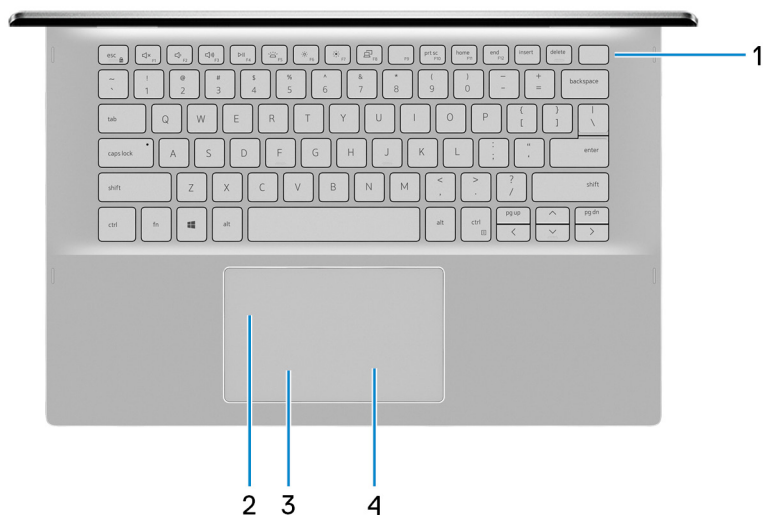 esc F1 F2 F3 F4 F5 F6 F7 F8 F9 prt sc F10 home F11 end F12 insert delete 1
~ ` ! 1 @ 2 # 3 $ 4 % 5 ^ 6 & 7 * 8 ( 9 ) 0 - + = backspace
tab Q W E R T Y U I O P { [ } ] | \
caps lock A S D F G H J K L : ; " ' enter
shift Z X C V B N M < , > . ? / shift
ctrl fn alt alt ctrl pg up pg dn
2 3 4